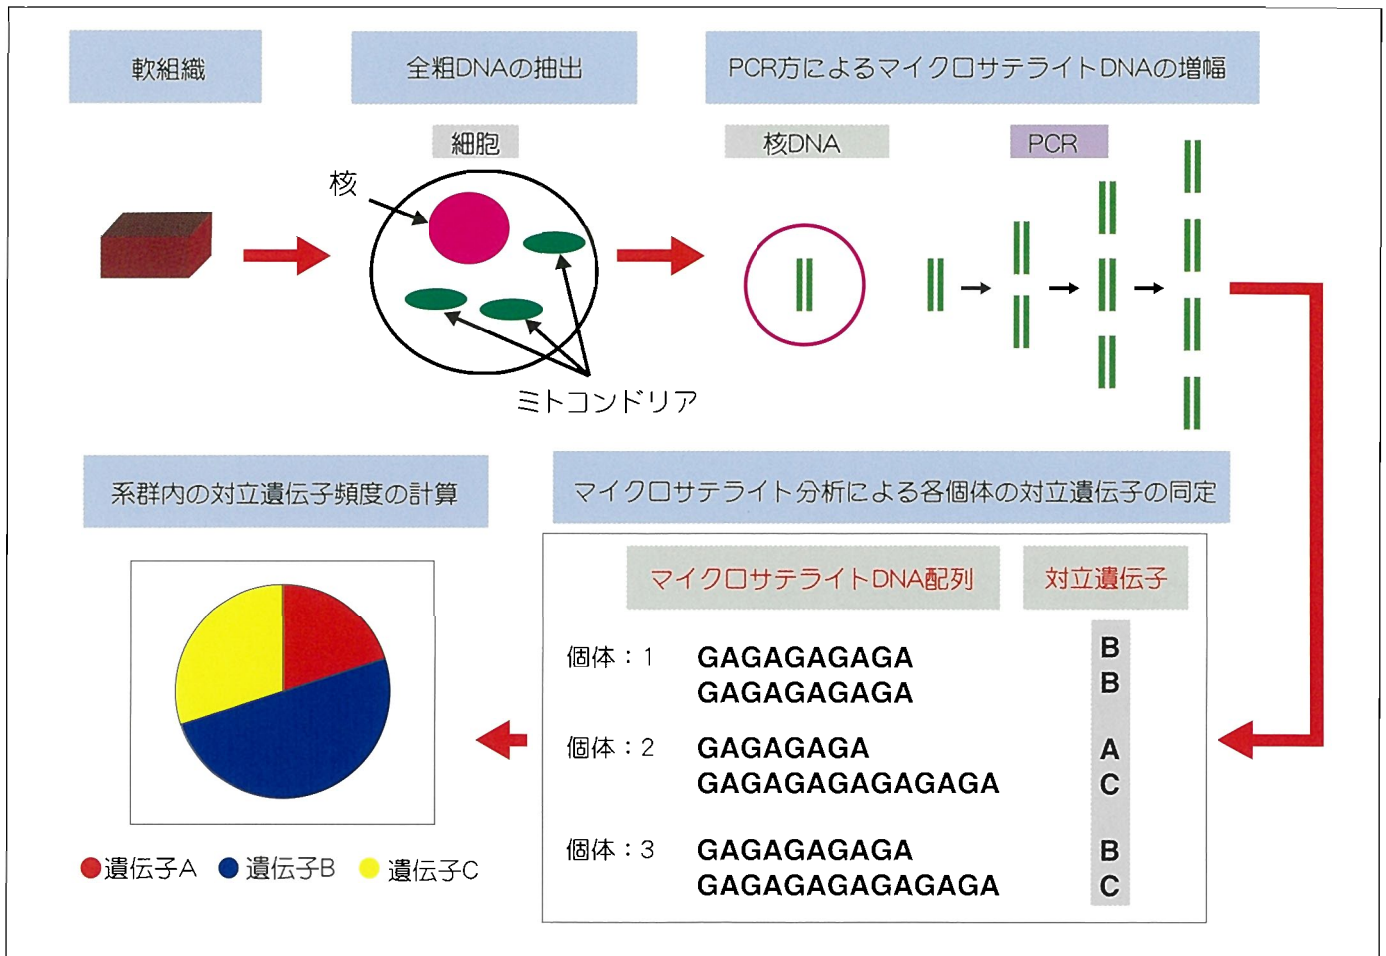 軟組織
全粗DNAの抽出
PCR方によるマイクロサテライトDNAの増幅
細胞
核DNA
PCR
核
ミトコンドリア
系群内の対立遺伝子頻度の計算
マイクロサテライト分析による各個体の対立遺伝子の同定
マイクロサテライトDNA配列
対立遺伝子
個体：1 GAGAGAGAGA B
GAGAGAGAGA B
個体：2 GAGAGAGA A
GAGAGAGAGAGAGA C
個体：3 GAGAGAGAGA B
GAGAGAGAGAGAGA C
遺伝子A 遺伝子B 遺伝子C